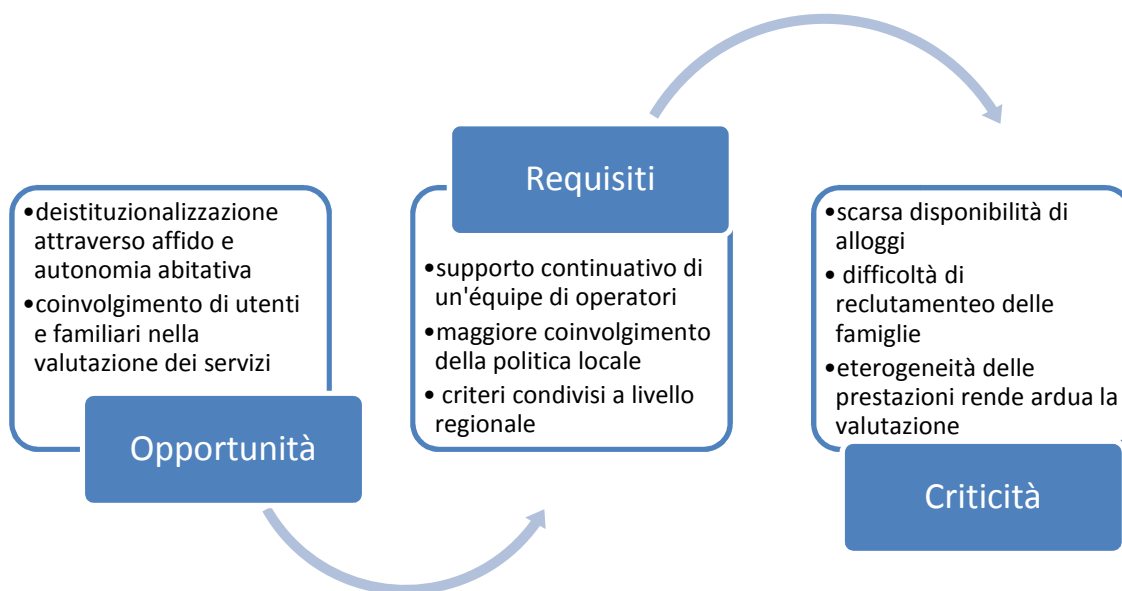 •deistituzionalizzazione
attraverso affido e
autonomia abitativa
•coinvolgimento di utenti
e familiari nella
valutazione dei servizi
Opportunità
Requisiti
•supporto continuativo di
un'équipe di operatori
•maggiore coinvolgimento
della politica locale
• criteri condivisi a livello
regionale
•scarsa disponibilità di
alloggi
• difficoltà di
reclutamenteo delle
famiglie
•eterogeneità delle
prestazioni rende ardua la
valutazione
Criticità